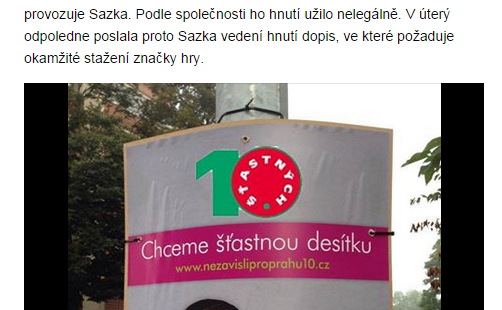 provozuje Sazka. Podle společnosti ho hnutí užilo nelegálně. V úterý
odpoledne poslala proto Sazka vedení hnutí dopis, ve které požaduje
okamžité stažení značky hry.
10
ŠŤASTNÝCH
Chceme šťastnou desítku
www.nezavisliproprahu10.cz